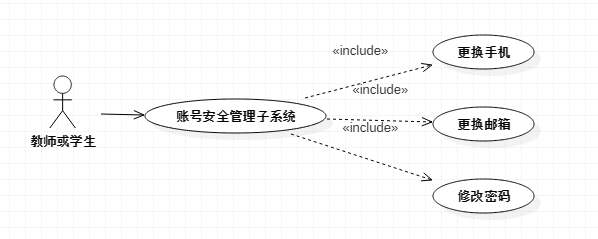 «include»
更换手机
«include»
教师或学生
账号安全管理子系统
«include»
更换邮箱
修改密码